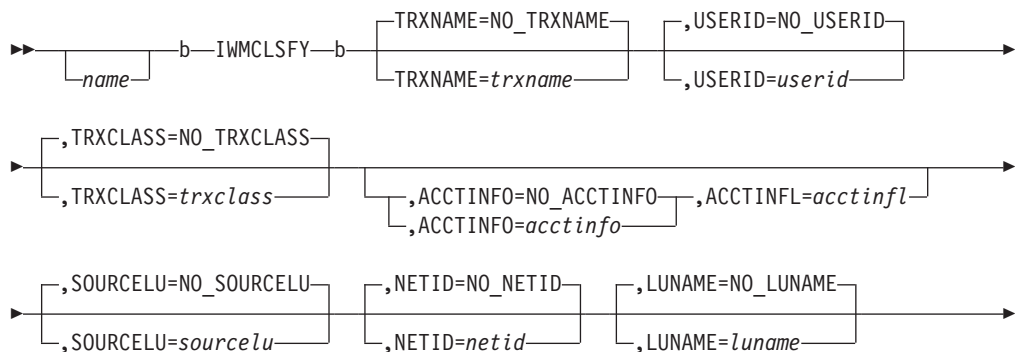 TRXNAME=NO_TRXNAME ,USERID=NO_USERID
name b IWMCLSFY b TRXNAME=trxname ,USERID=userid
,TRXCLASS=NO_TRXCLASS
,TRXCLASS=trxclass ,ACCTINFO=NO_ACCTINFO ,ACCTINFL=acctinfl
,ACCTINFO=acctinfo
,SOURCELU=NO_SOURCELU ,NETID=NO_NETID ,LUNAME=NO_LUNAME
,SOURCELU=sourcelu ,NETID=netid ,LUNAME=luname